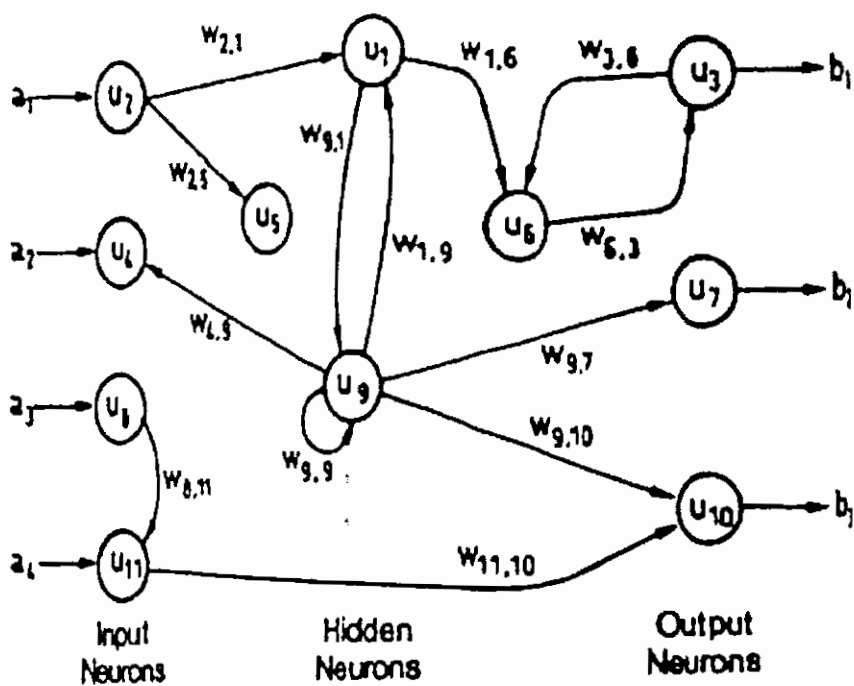 w2,1
u1
w1,6
w3,6
u3
b1
a1
u2
w9,1
w2,5
u5
u6
w6,3
w1,9
a2
u4
u7
b2
w4,9
w9,7
u9
a3
u8
w9,10
w9,9
w8,11
u10
b3
a4
u11
w11,10
Input
Neurons
Hidden
Neurons
Output
Neurons